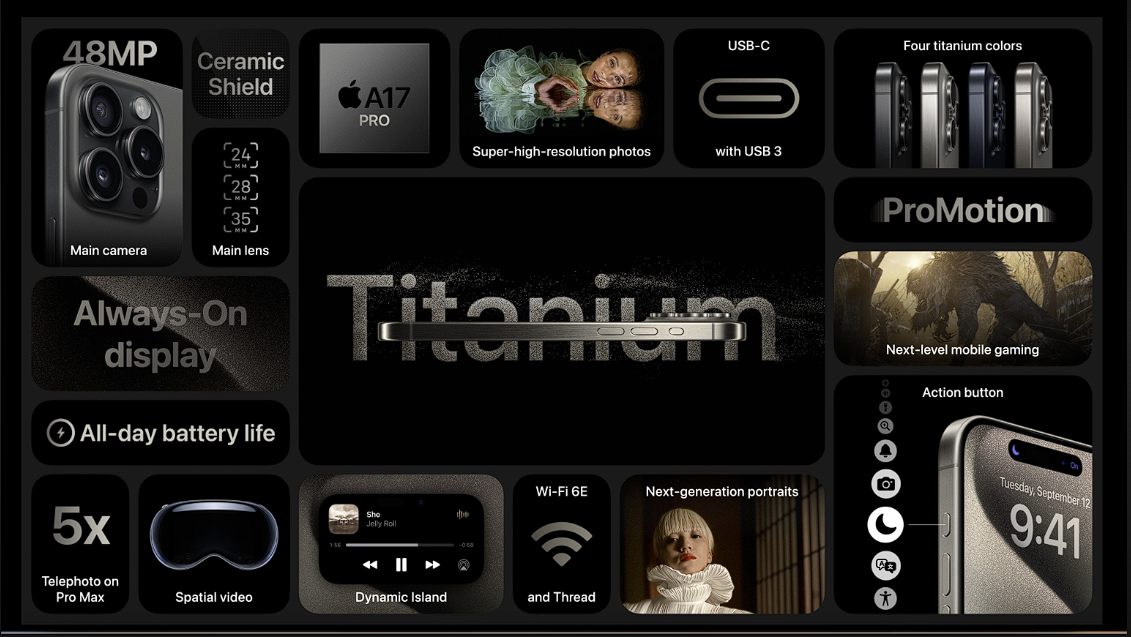 48MP
Main camera
Ceramic
Shield
24
MM
28
MM
35
MM
Main lens
A17
PRO
Super-high-resolution photos
USB-C
with USB 3
Four titanium colors
Always-On
display
Titanium
ProMotion
Next-level mobile gaming
All-day battery life
Action button
On
Tuesday, September 12
9:41
5x
Telephoto on
Pro Max
Spatial video
She
Jelly Roll
1:56
-0:58
Dynamic Island
Wi-Fi 6E
and Thread
Next-generation portraits